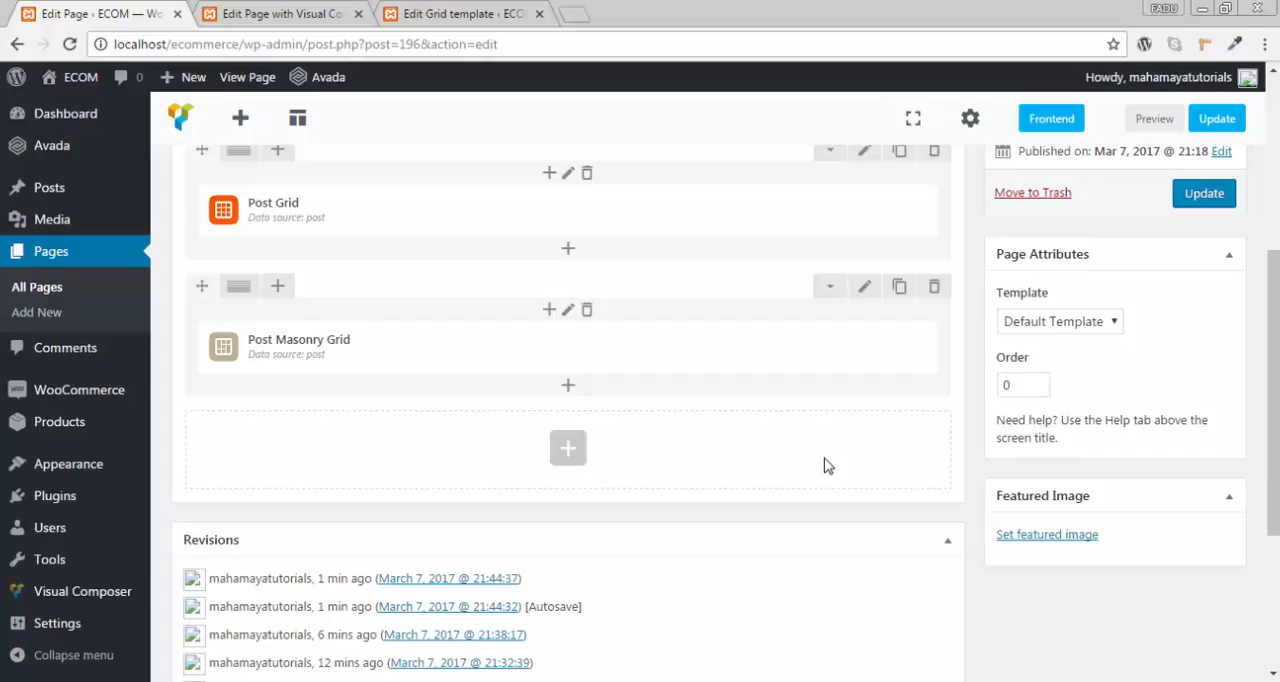 Edit Page ‹ ECOM — Wo
Edit Page with Visual Co
Edit Grid template ‹ ECO
FADU
localhost/ecommerce/wp-admin/post.php?post=196&action=edit
ECOM
0
New
View Page
Avada
Howdy, mahamayatutorials
Dashboard
Avada
Posts
Media
Pages
All Pages
Add New
Comments
WooCommerce
Products
Appearance
Plugins
Users
Tools
Visual Composer
Settings
Collapse menu
Frontend
Preview
Update
Post Grid
Data source: post
Post Masonry Grid
Data source: post
Revisions
mahamayatutorials, 1 min ago (March 7, 2017 @ 21:44:37)
mahamayatutorials, 1 min ago (March 7, 2017 @ 21:44:32) [Autosave]
mahamayatutorials, 6 mins ago (March 7, 2017 @ 21:38:17)
mahamayatutorials, 12 mins ago (March 7, 2017 @ 21:32:39)
Published on: Mar 7, 2017 @ 21:18 Edit
Move to Trash
Update
Page Attributes
Template
Default Template
Order
0
Need help? Use the Help tab above the
screen title.
Featured Image
Set featured image